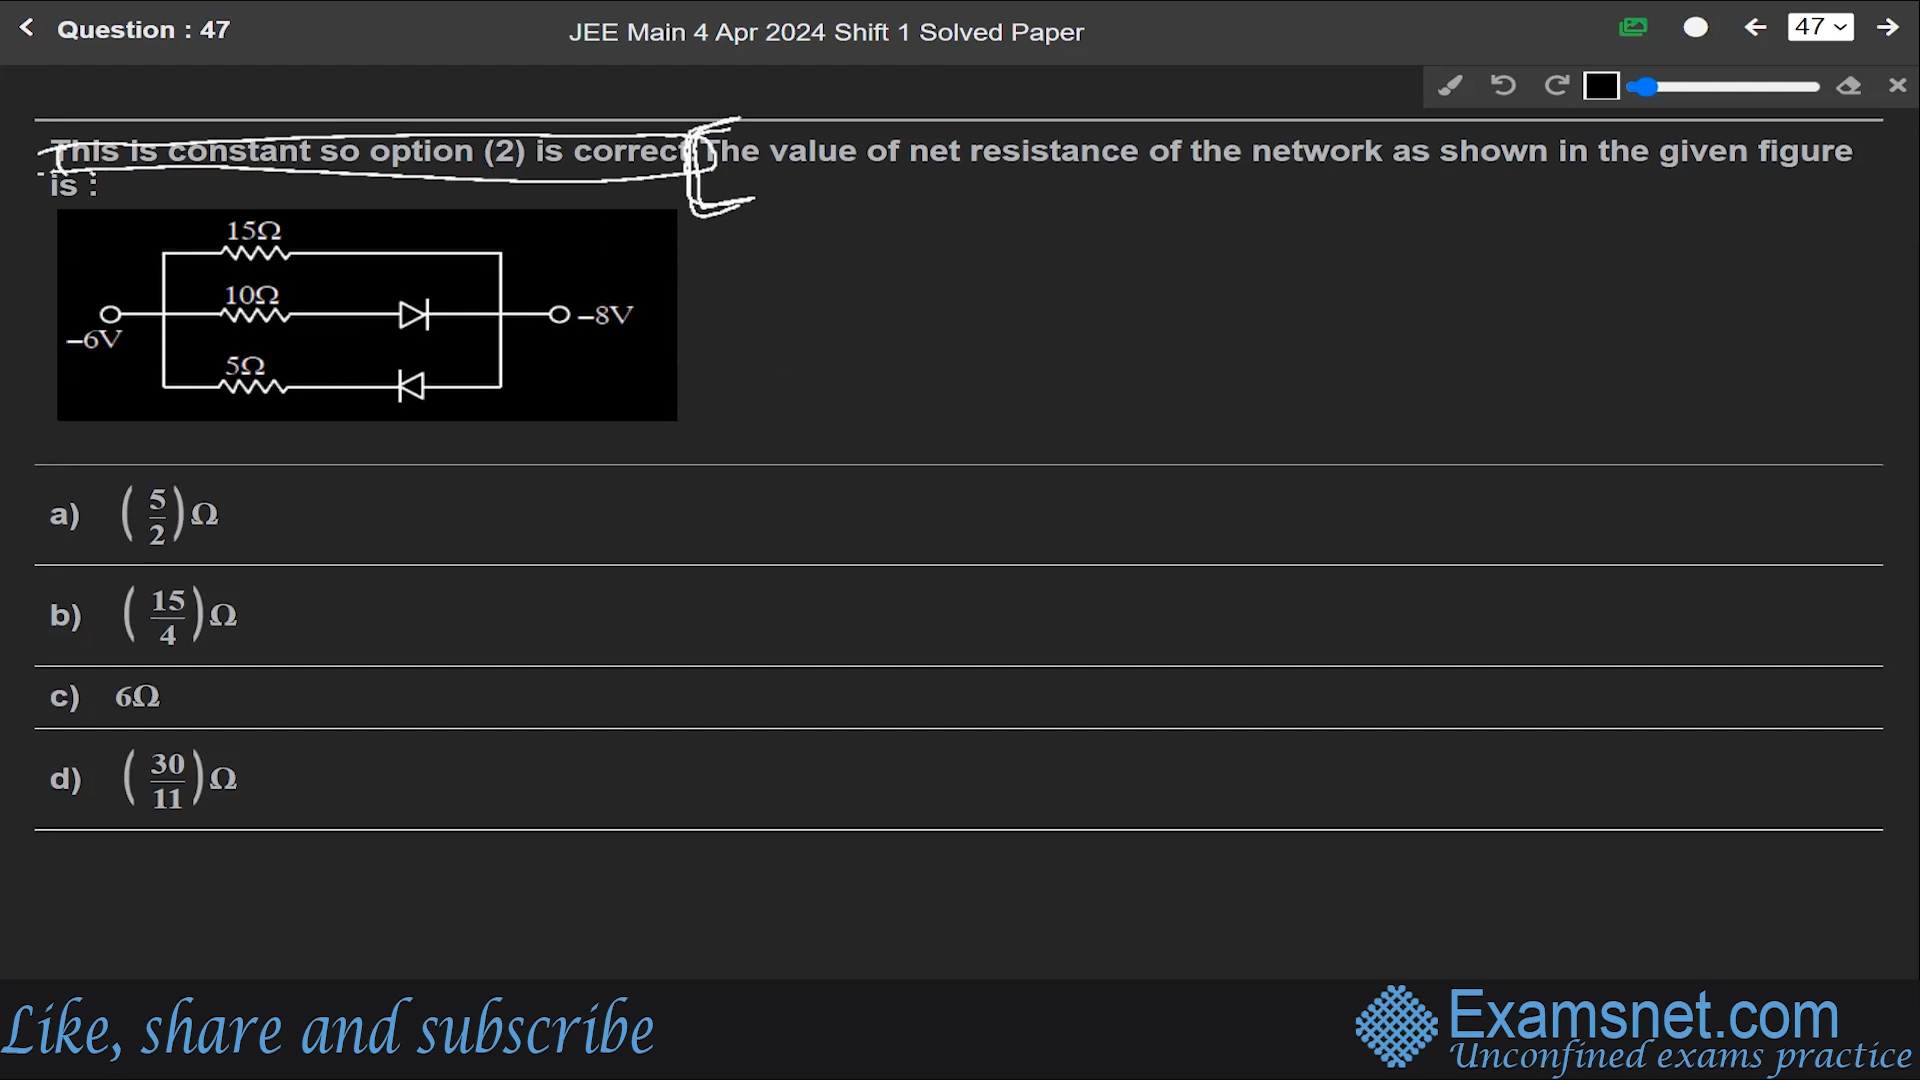 Question : 47
JEE Main 4 Apr 2024 Shift 1 Solved Paper
47
This is constant so option (2) is correct The value of net resistance of the network as shown in the given figure
is :
15Ω
10Ω
–6V
–8V
5Ω
a) (5/2)Ω
b) (15/4)Ω
c) 6Ω
d) (30/11)Ω
Like, share and subscribe
Examsnet.com
Unconfined exams practice